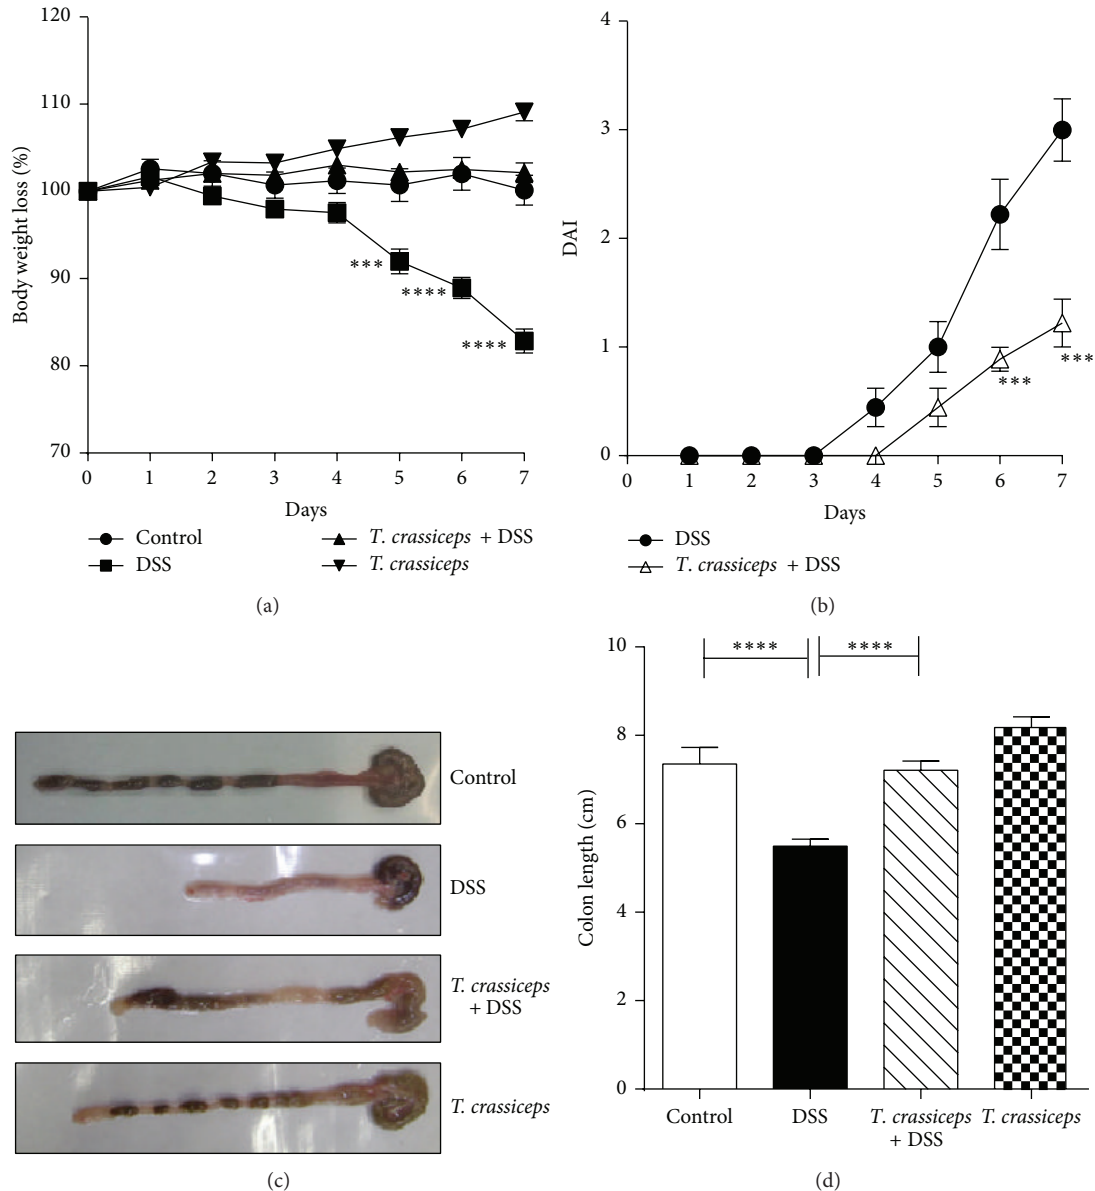 120
110
100
90
80
70
Body weight loss (%)
***
****
****
0 1 2 3 4 5 6 7
Days
Control
DSS
T. crassiceps + DSS
T. crassiceps
(a)
4
3
2
1
0
DAI
***
***
0 1 2 3 4 5 6 7
Days
DSS
T. crassiceps + DSS
(b)
Control
DSS
T. crassiceps
+ DSS
T. crassiceps
(c)
10
8
6
4
2
0
Colon length (cm)
**** ****
Control DSS T. crassiceps T. crassiceps
+ DSS
(d)